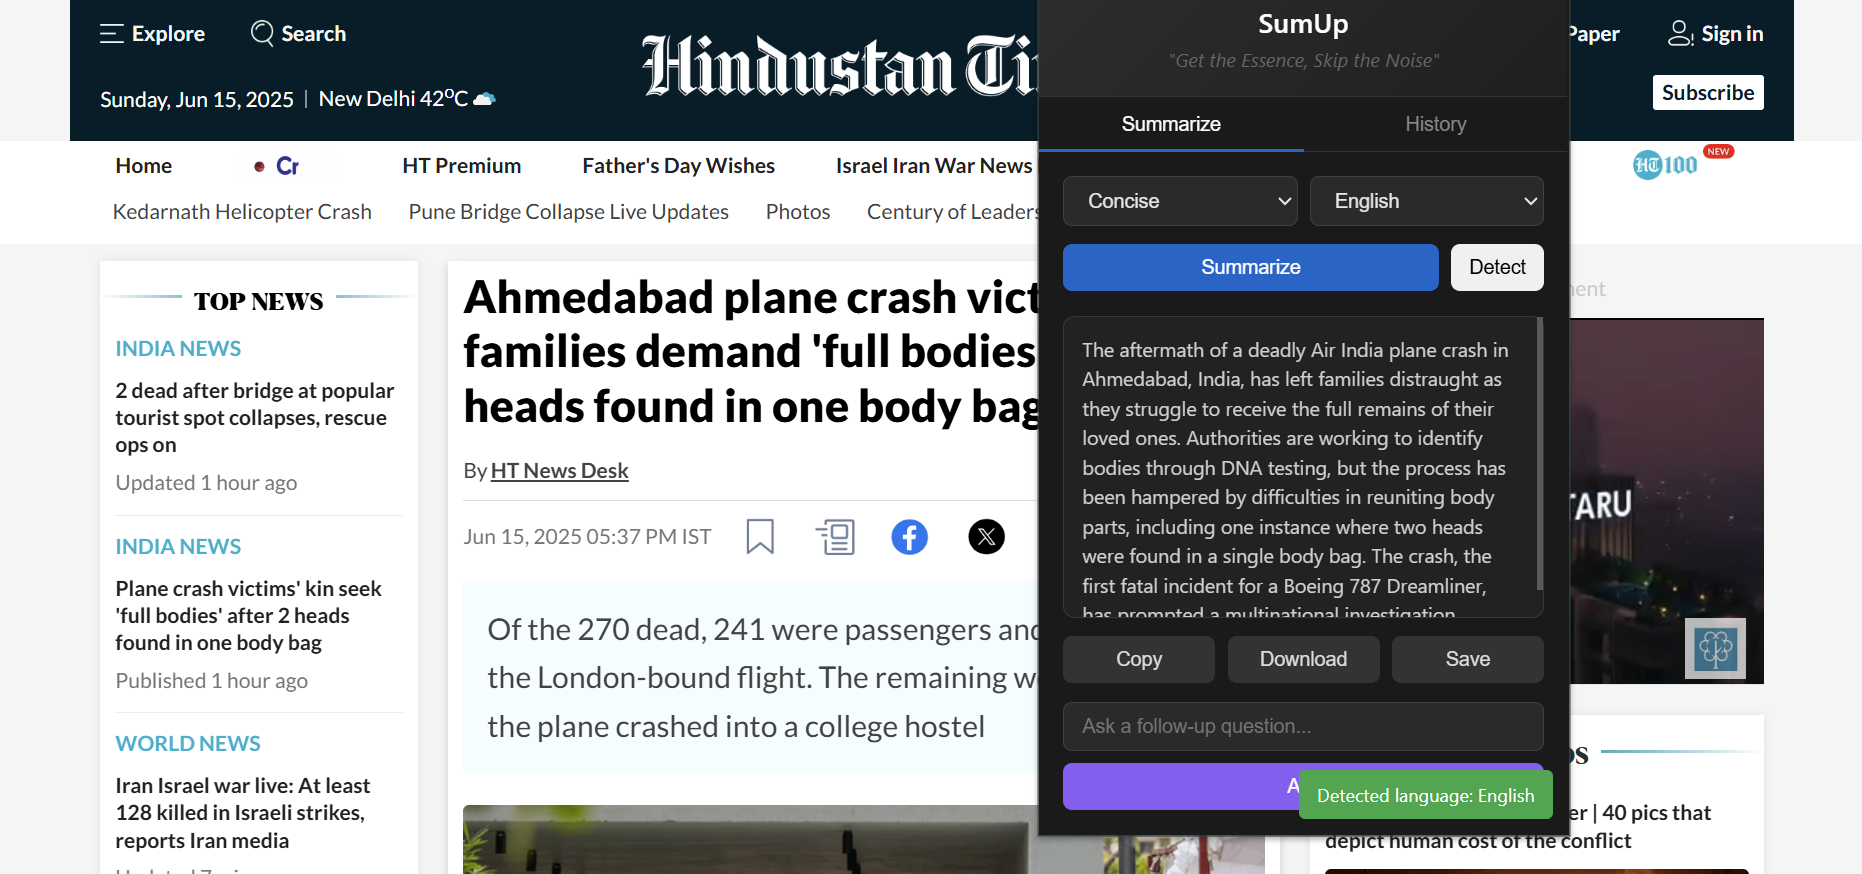 Explore
Search
Hindustan
Sunday, Jun 15, 2025 | New Delhi 42°C
Paper
Sign in
Subscribe
Home
Cr
HT Premium
Father's Day Wishes
Israel Iran War News
HT100
NEW
Kedarnath Helicopter Crash
Pune Bridge Collapse Live Updates
Photos
Century of Leaders
TOP NEWS
INDIA NEWS
2 dead after bridge at popular
tourist spot collapses, rescue
ops on
Updated 1 hour ago
INDIA NEWS
Plane crash victims' kin seek
'full bodies' after 2 heads
found in one body bag
Published 1 hour ago
WORLD NEWS
Iran Israel war live: At least
128 killed in Israeli strikes,
reports Iran media
Ahmedabad plane crash vict
families demand 'full bodies
heads found in one body bag
By HT News Desk
Jun 15, 2025 05:37 PM IST
Of the 270 dead, 241 were passengers and
the London-bound flight. The remaining w
the plane crashed into a college hostel
SumUp
"Get the Essence, Skip the Noise"
Summarize
History
Concise
English
Summarize
Detect
The aftermath of a deadly Air India plane crash in
Ahmedabad, India, has left families distraught as
they struggle to receive the full remains of their
loved ones. Authorities are working to identify
bodies through DNA testing, but the process has
been hampered by difficulties in reuniting body
parts, including one instance where two heads
were found in a single body bag. The crash, the
first fatal incident for a Boeing 787 Dreamliner,
has prompted a multinational investigation.
Copy
Download
Save
Ask a follow-up question...
A
Detected language: English
TARU
er | 40 pics that
depict human cost of the conflict